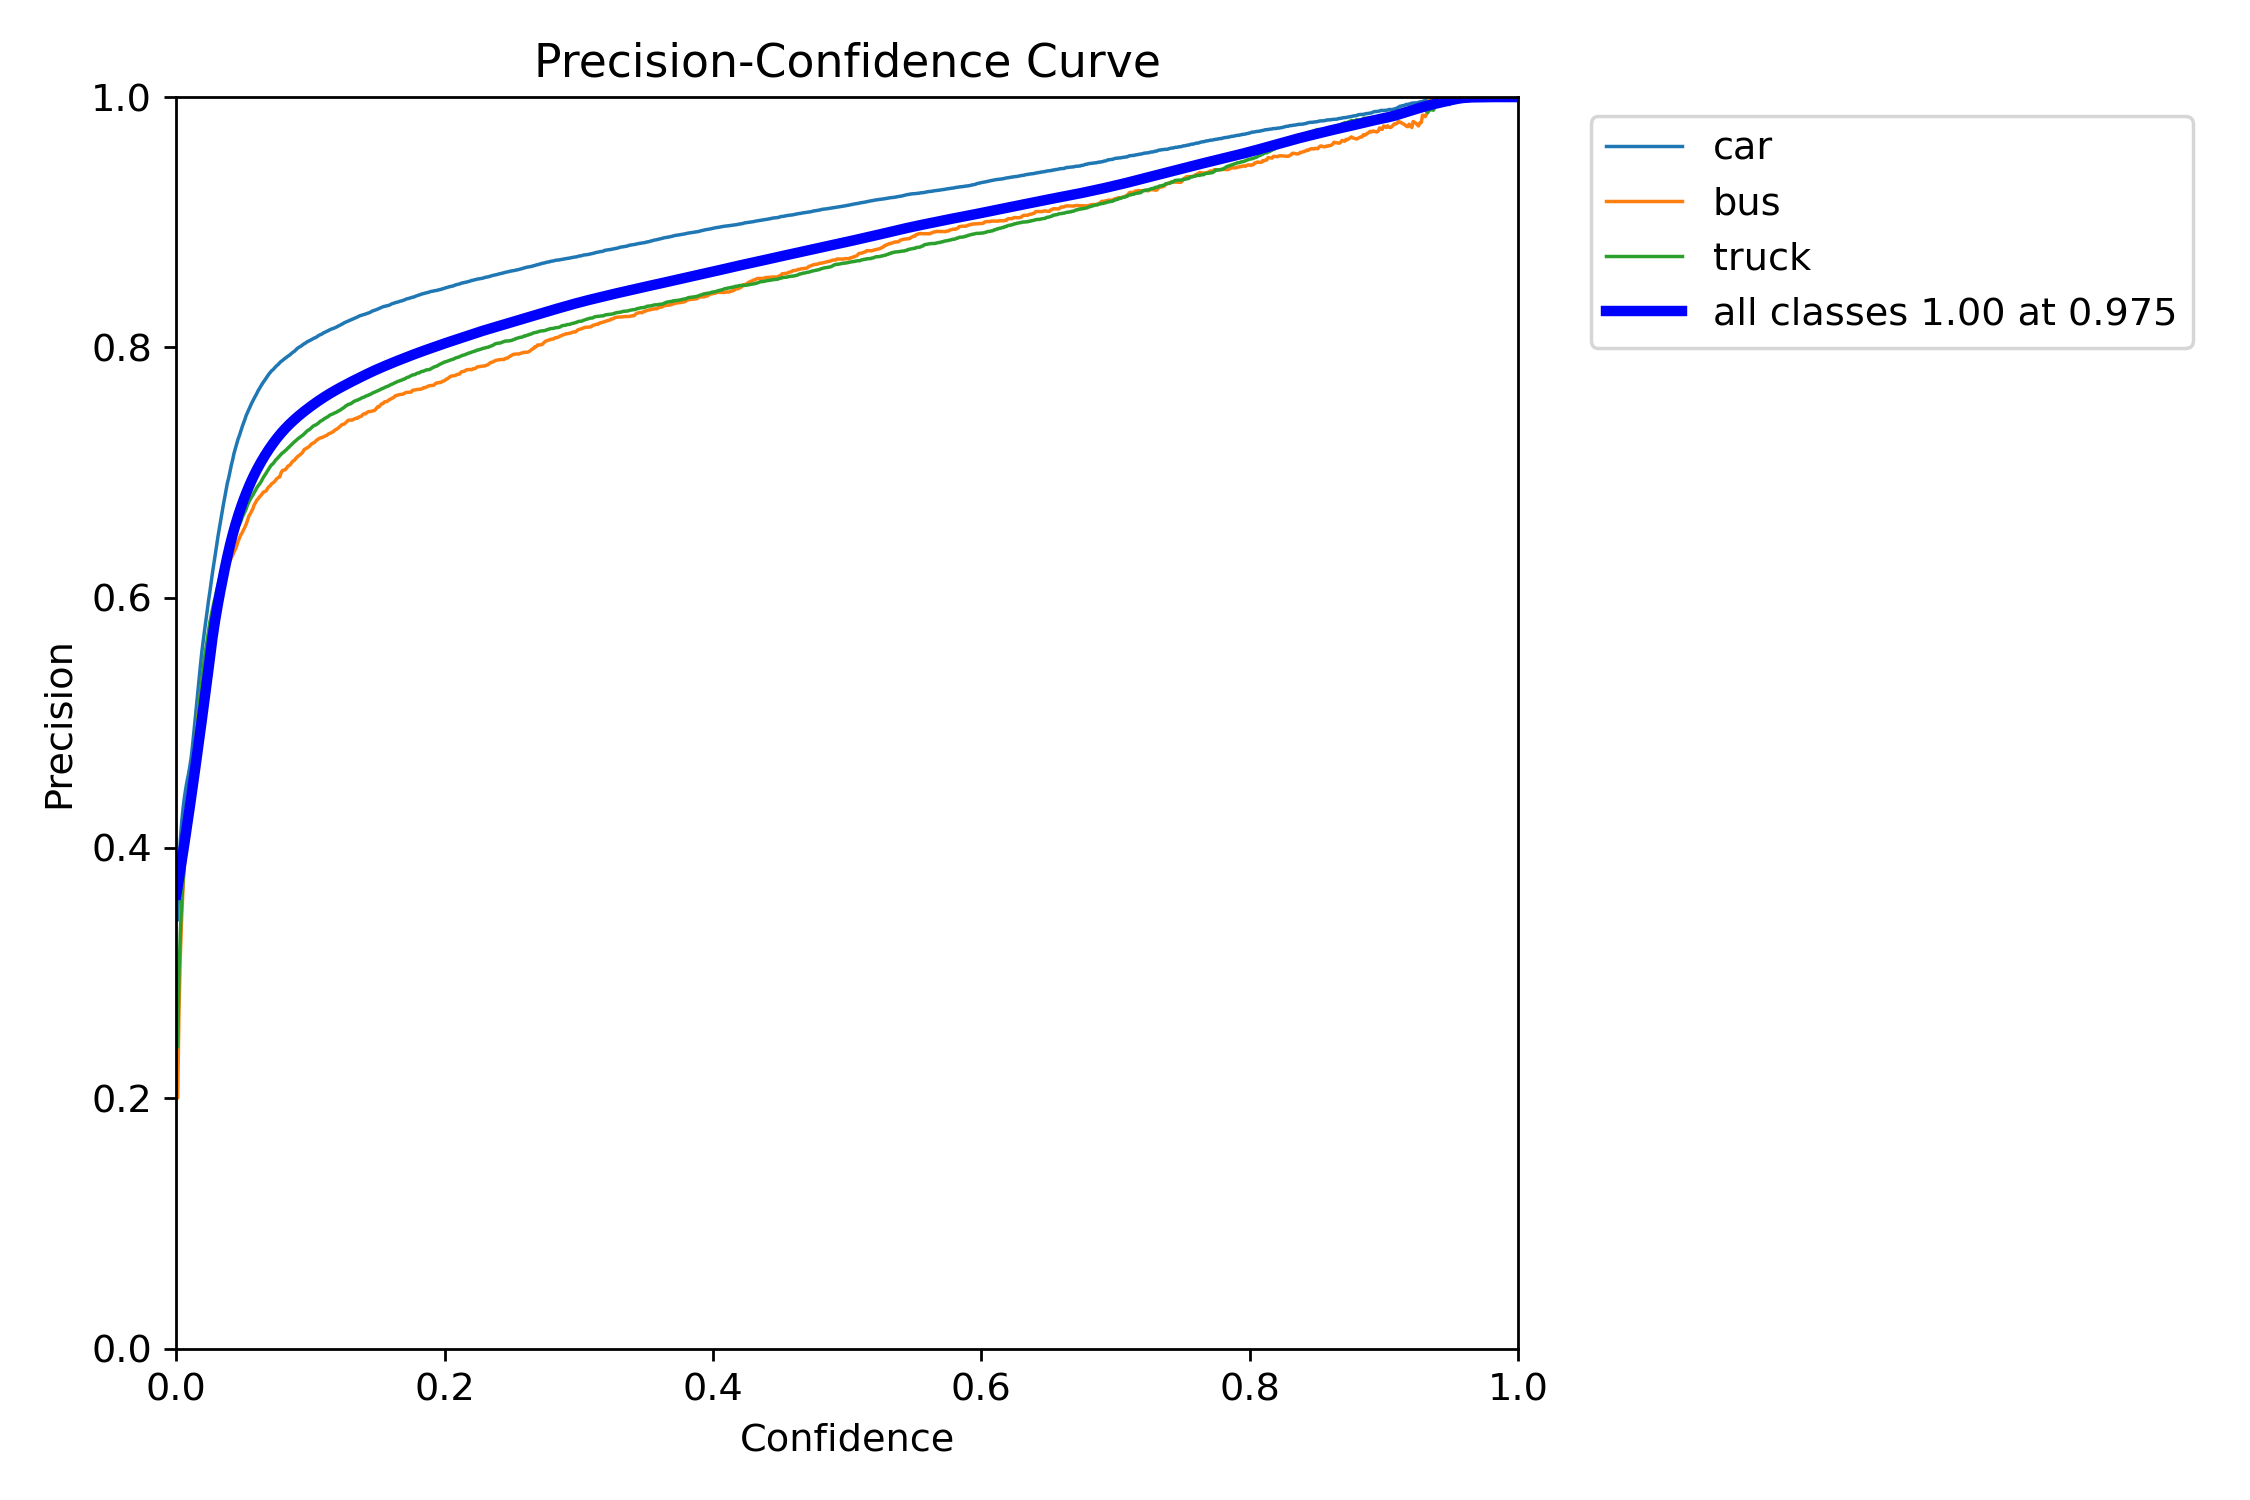 Precision-Confidence Curve
1.0
0.8
0.6
0.4
0.2
0.0
Precision
0.0 0.2 0.4 0.6 0.8 1.0
Confidence
car
bus
truck
all classes 1.00 at 0.975